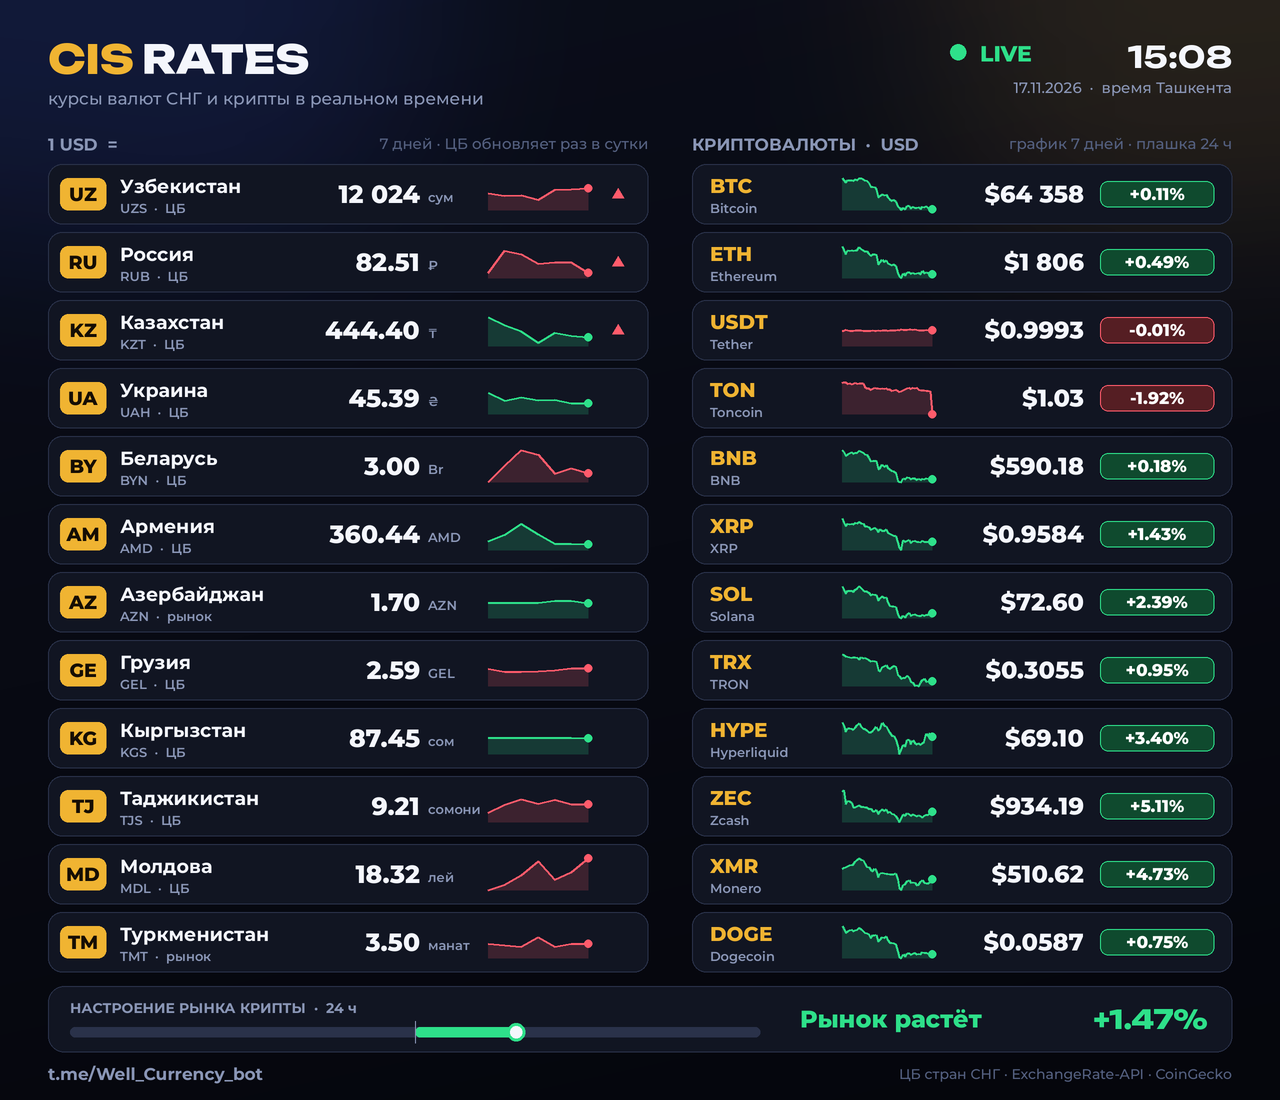 CIS RATES
курсы валют СНГ и крипты в реальном времени
LIVE 15:08
17.11.2026 · время Ташкента
1 USD =
7 дней · ЦБ обновляет раз в сутки
UZ Узбекистан 12 024 сум
UZS · ЦБ
RU Россия 82.51 ₽
RUB · ЦБ
KZ Казахстан 444.40 ₸
KZT · ЦБ
UA Украина 45.39 ₴
UAH · ЦБ
BY Беларусь 3.00 Br
BYN · ЦБ
AM Армения 360.44 AMD
AMD · ЦБ
AZ Азербайджан 1.70 AZN
AZN · рынок
GE Грузия 2.59 GEL
GEL · ЦБ
KG Кыргызстан 87.45 сом
KGS · ЦБ
TJ Таджикистан 9.21 сомони
TJS · ЦБ
MD Молдова 18.32 лей
MDL · ЦБ
TM Туркменистан 3.50 манат
TMT · рынок
КРИПТОВАЛЮТЫ · USD
график 7 дней · плашка 24 ч
BTC $64 358 +0.11%
Bitcoin
ETH $1 806 +0.49%
Ethereum
USDT $0.9993 -0.01%
Tether
TON $1.03 -1.92%
Toncoin
BNB $590.18 +0.18%
BNB
XRP $0.9584 +1.43%
XRP
SOL $72.60 +2.39%
Solana
TRX $0.3055 +0.95%
TRON
HYPE $69.10 +3.40%
Hyperliquid
ZEC $934.19 +5.11%
Zcash
XMR $510.62 +4.73%
Monero
DOGE $0.0587 +0.75%
Dogecoin
НАСТРОЕНИЕ РЫНКА КРИПТЫ · 24 ч
Рынок растёт +1.47%
t.me/Well_Currency_bot
ЦБ стран СНГ · ExchangeRate-API · CoinGecko